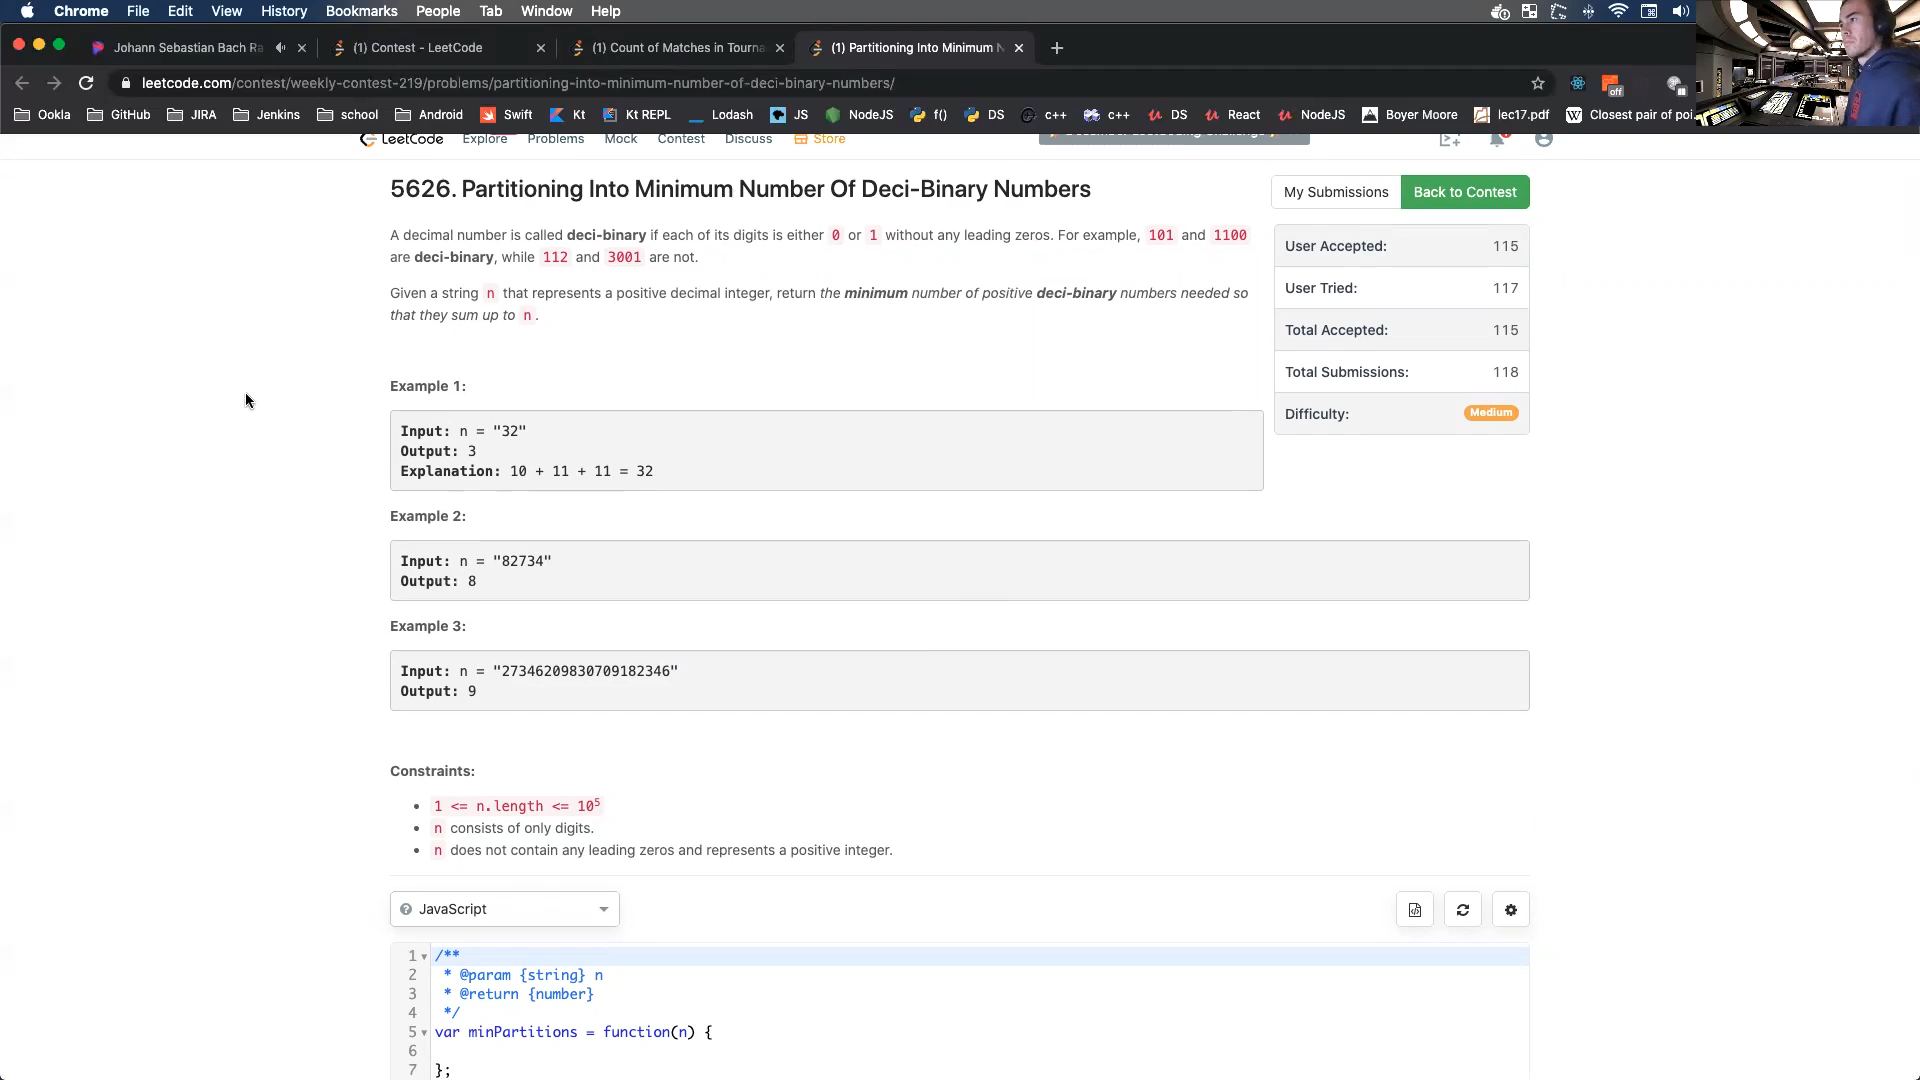 Chrome File Edit View History Bookmarks People Tab Window Help
Johann Sebastian Bach Ra
(1) Contest - LeetCode
(1) Count of Matches in Tourna
(1) Partitioning Into Minimum N
leetcode.com/contest/weekly-contest-219/problems/partitioning-into-minimum-number-of-deci-binary-numbers/
off
Ookla GitHub JIRA Jenkins school Android Swift Kt Kt REPL Lodash JS NodeJS f() DS c++ c++ DS React NodeJS Boyer Moore lec17.pdf Closest pair of poi
LeetCode Explore Problems Mock Contest Discuss Store
5626. Partitioning Into Minimum Number Of Deci-Binary Numbers
My Submissions Back to Contest
A decimal number is called deci-binary if each of its digits is either 0 or 1 without any leading zeros. For example, 101 and 1100
are deci-binary, while 112 and 3001 are not.
Given a string n that represents a positive decimal integer, return the minimum number of positive deci-binary numbers needed so
that they sum up to n.
User Accepted: 115
User Tried: 117
Total Accepted: 115
Total Submissions: 118
Difficulty: Medium
Example 1:
Input: n = "32"
Output: 3
Explanation: 10 + 11 + 11 = 32
Example 2:
Input: n = "82734"
Output: 8
Example 3:
Input: n = "27346209830709182346"
Output: 9
Constraints:
1 <= n.length <= 10⁵
n consists of only digits.
n does not contain any leading zeros and represents a positive integer.
JavaScript
1 /**
2 * @param {string} n
3 * @return {number}
4 */
5 var minPartitions = function(n) {
6
7 };